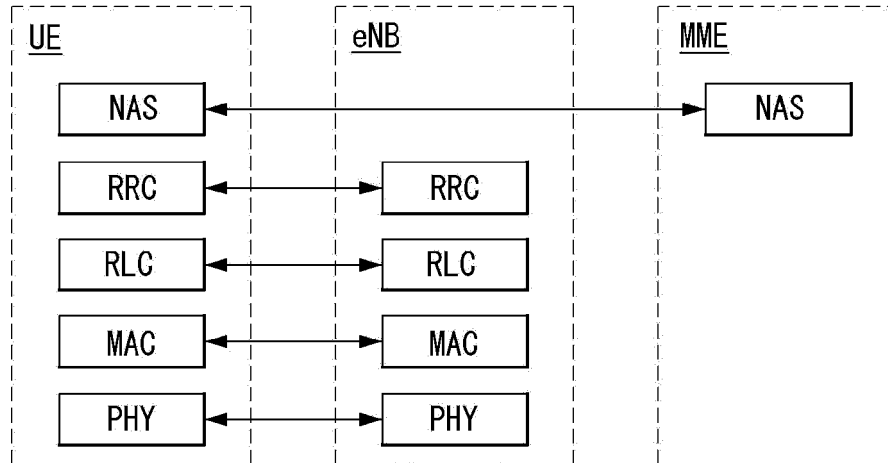 UE eNB MME
NAS NAS
RRC RRC
RLC RLC
MAC MAC
PHY PHY